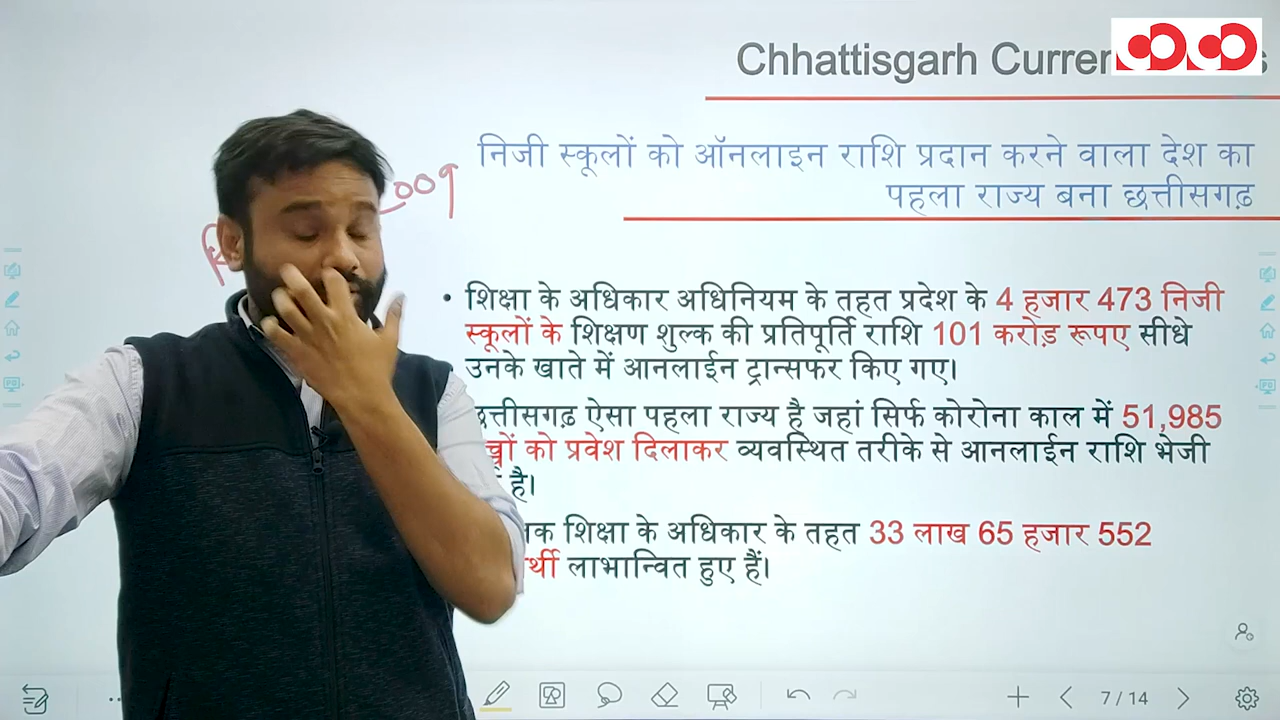 Chhattisgarh Curren
निजी स्कूलों को ऑनलाइन राशि प्रदान करने वाला देश का
पहला राज्य बना छत्तीसगढ़
• शिक्षा के अधिकार अधिनियम के तहत प्रदेश के 4 हजार 473 निजी
स्कूलों के शिक्षण शुल्क की प्रतिपूर्ति राशि 101 करोड़ रूपए सीधे
उनके खाते में आनलाईन ट्रान्सफर किए गए।
छत्तीसगढ़ ऐसा पहला राज्य है जहां सिर्फ कोरोना काल में 51,985
को प्रवेश दिलाकर व्यवस्थित तरीके से आनलाईन राशि भेजी
है।
शिक्षा के अधिकार के तहत 33 लाख 65 हजार 552
लाभान्वित हुए हैं।
7 / 14